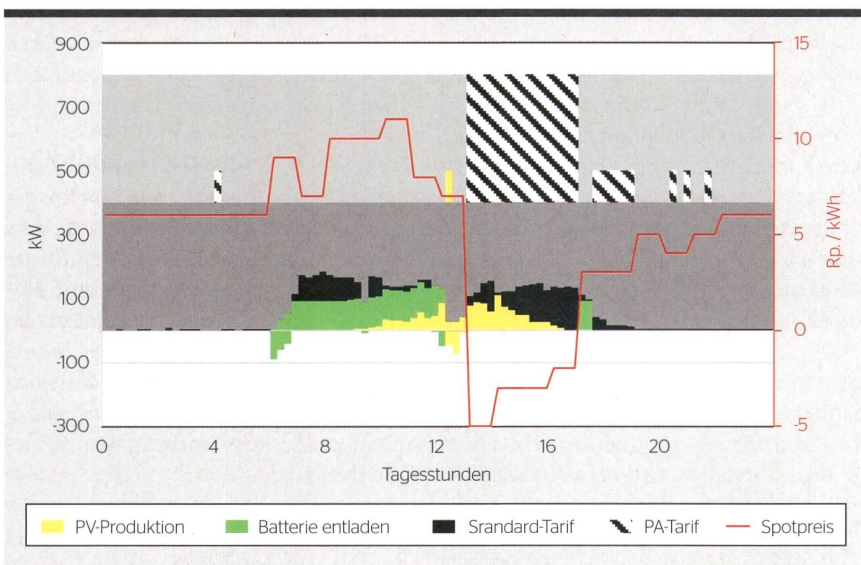 900
700
500
300
100
-100
-300
kW
15
10
5
0
-5
Rp./ kWh
0 4 8 12 16 20
Tagesstunden
PV-Produktion Batterie entladen Srandard-Tarif PA-Tarif Spotpreis